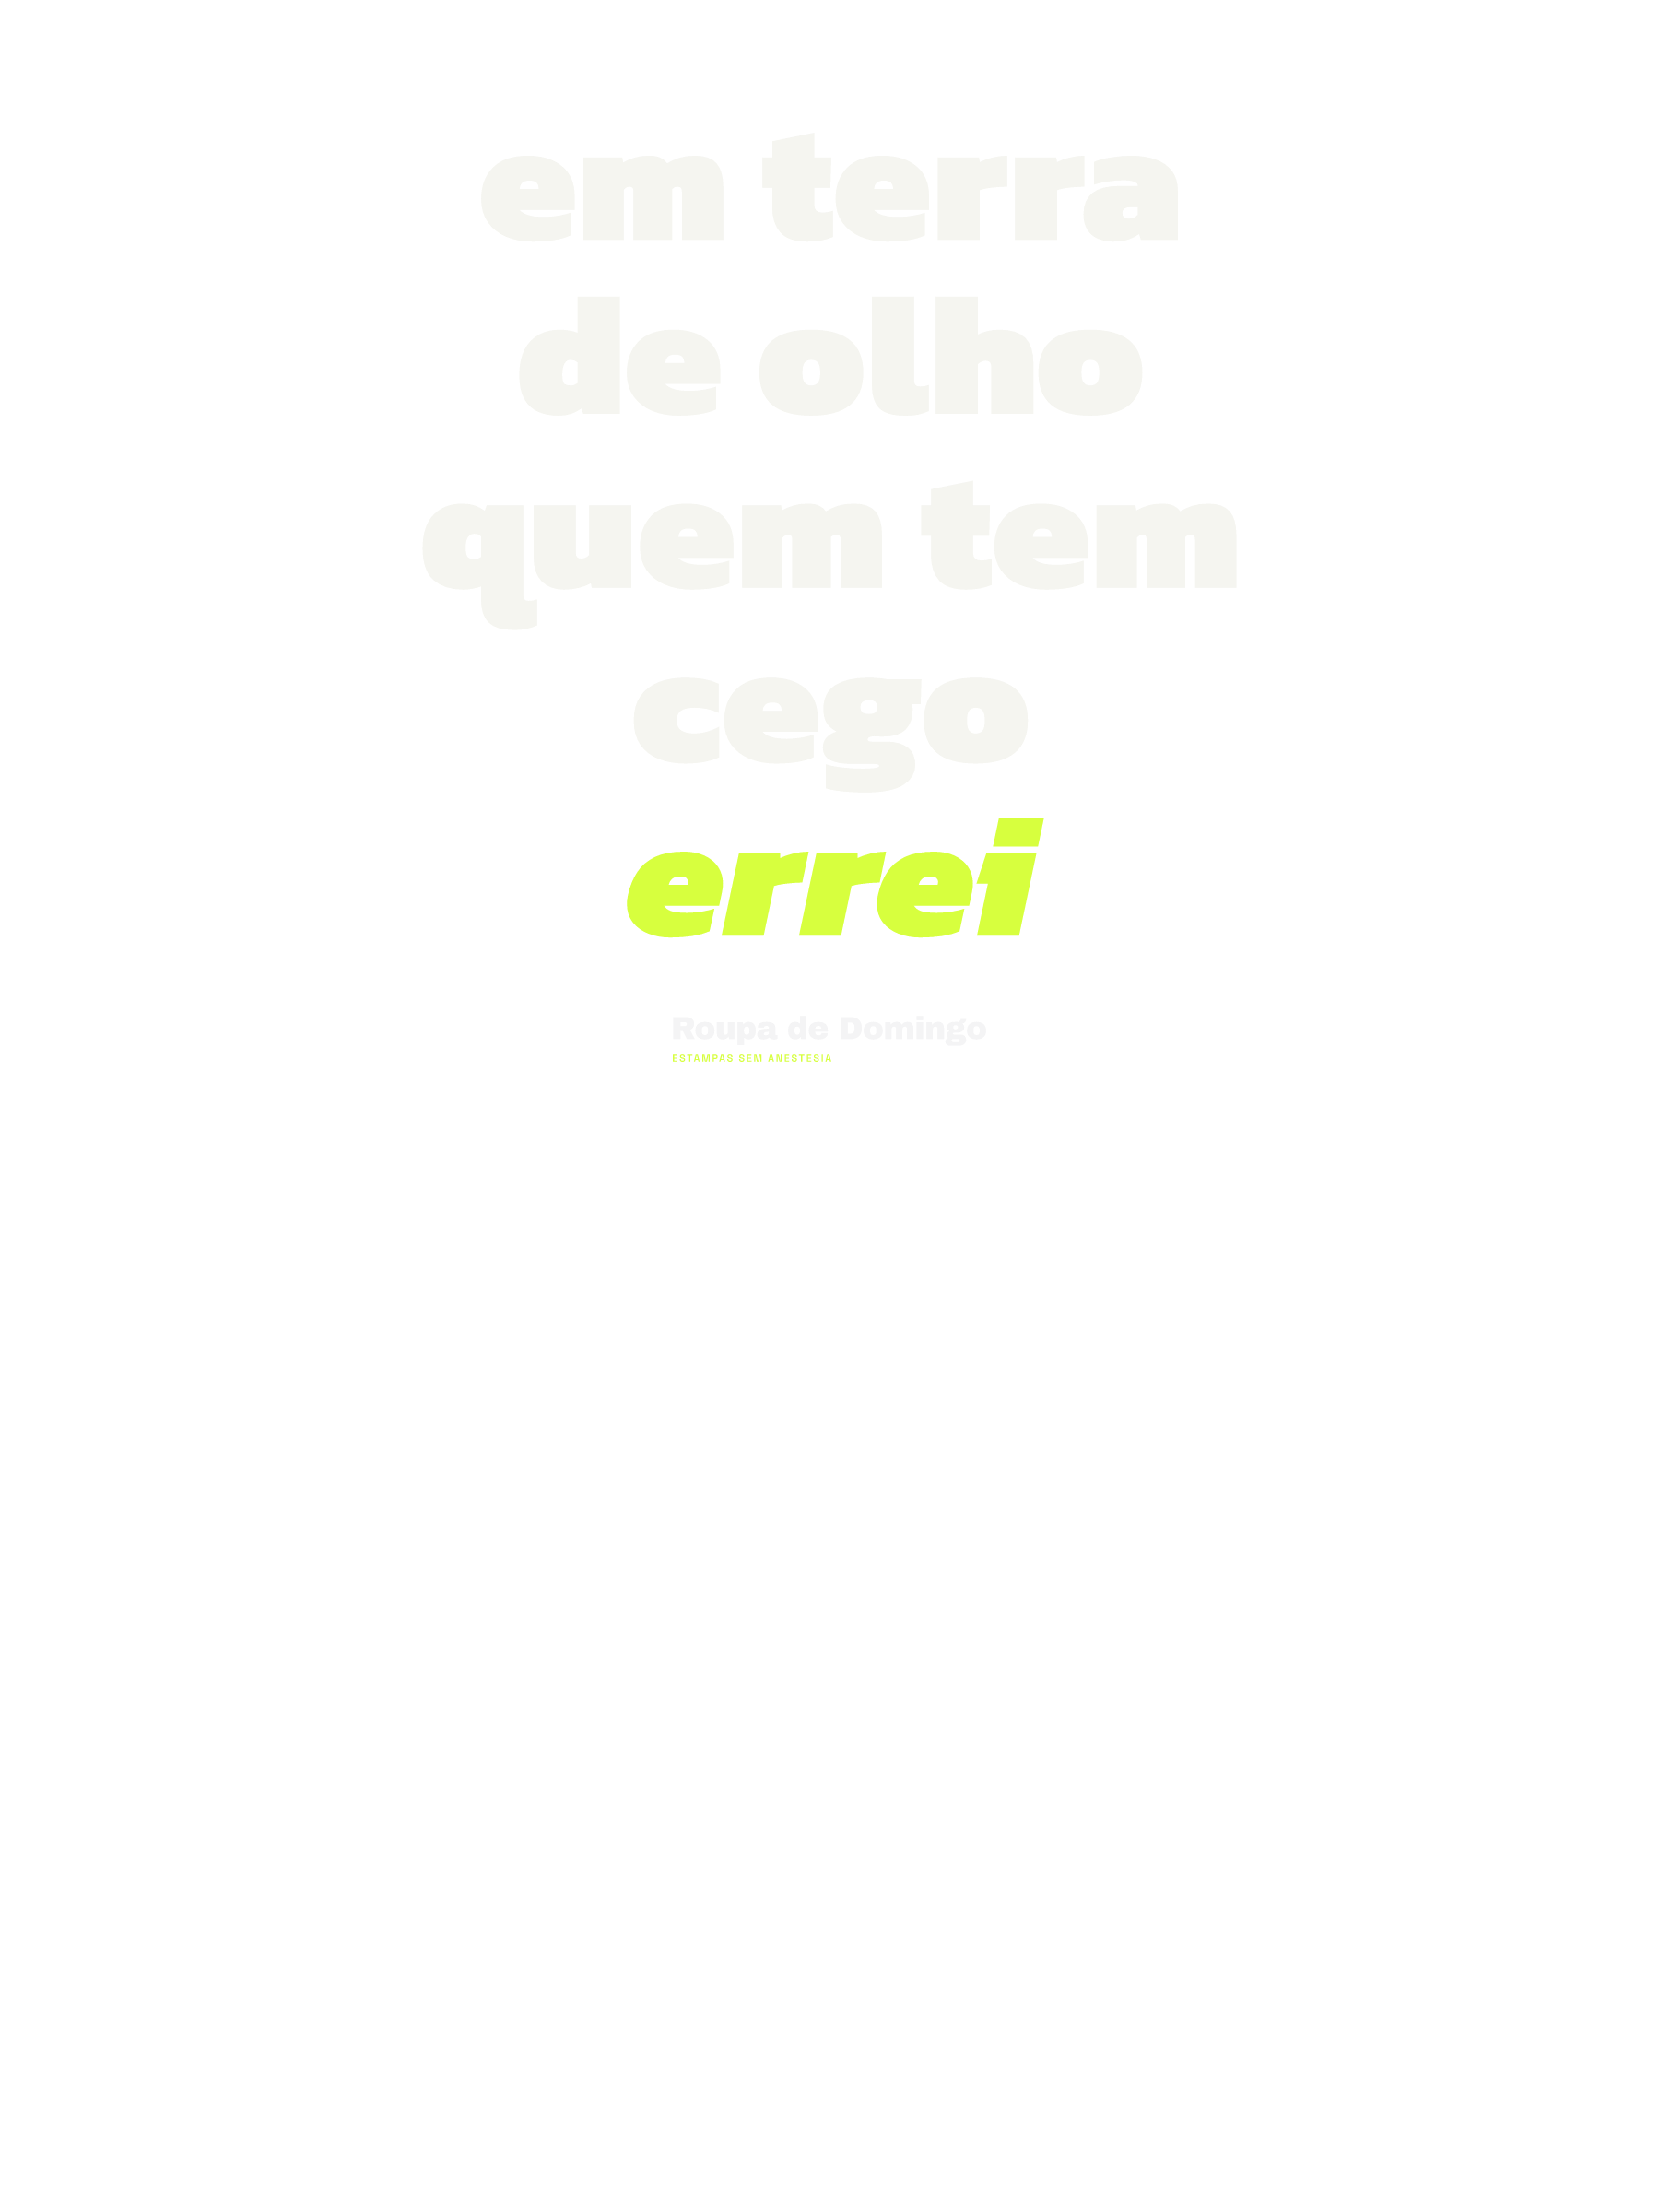 em terra
de olho
quem tem
cego
errei
Roupa de Domingo
ESTAMPAS SEM ANESTESIA